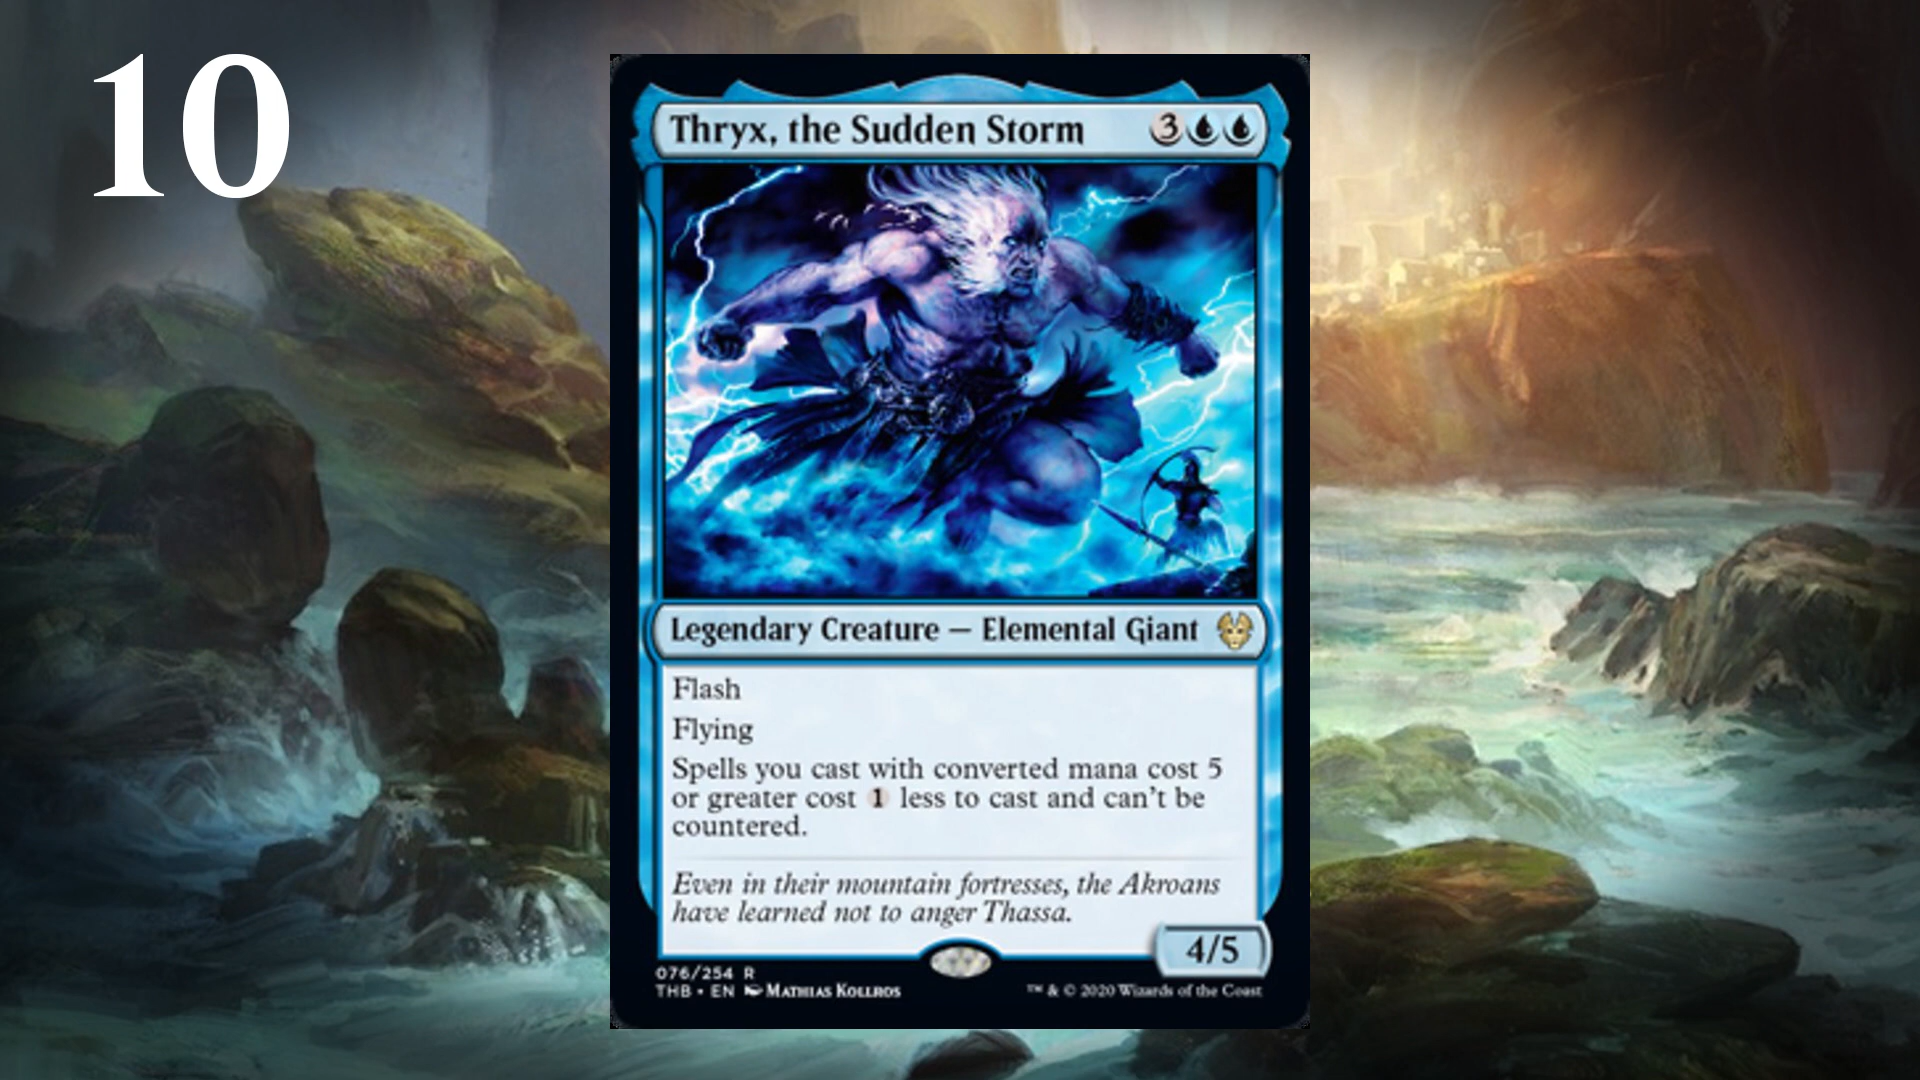 10
Thryx, the Sudden Storm 3
Legendary Creature — Elemental Giant
Flash
Flying
Spells you cast with converted mana cost 5
or greater cost 1 less to cast and can't be
countered.
Even in their mountain fortresses, the Akroans
have learned not to anger Thassa.
4/5
076/254 R
THB • EN Mathias Kollros
™ & © 2020 Wizards of the Coast